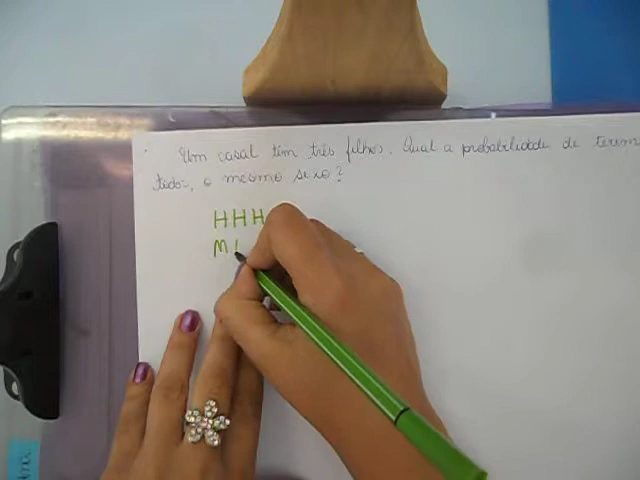 Um casal tem três filhos. Qual a probabilidade de terem
todos, o mesmo sexo?
HHH
M